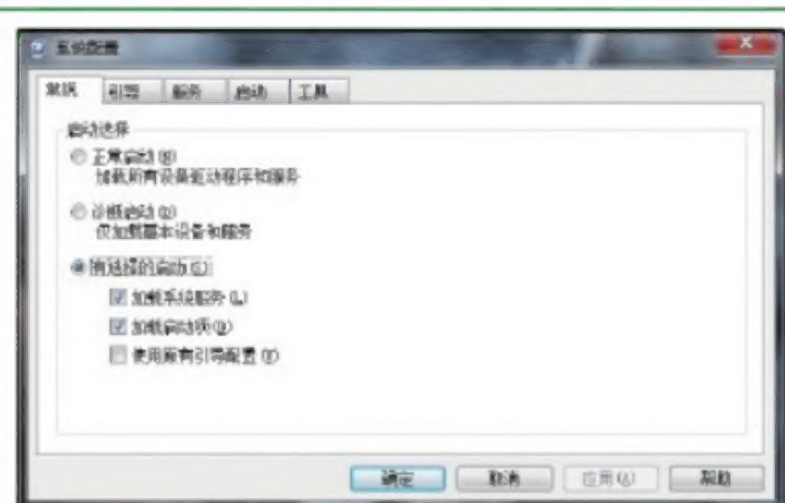 系统配置
常规 引导 服务 启动 工具
启动选择
正常启动(N)
加载所有设备驱动程序和服务
诊断启动(D)
仅加载基本设备和服务
有选择的启动(S)
加载系统服务(L)
加载启动项(O)
使用原有引导配置(U)
确定 取消 应用(A) 帮助